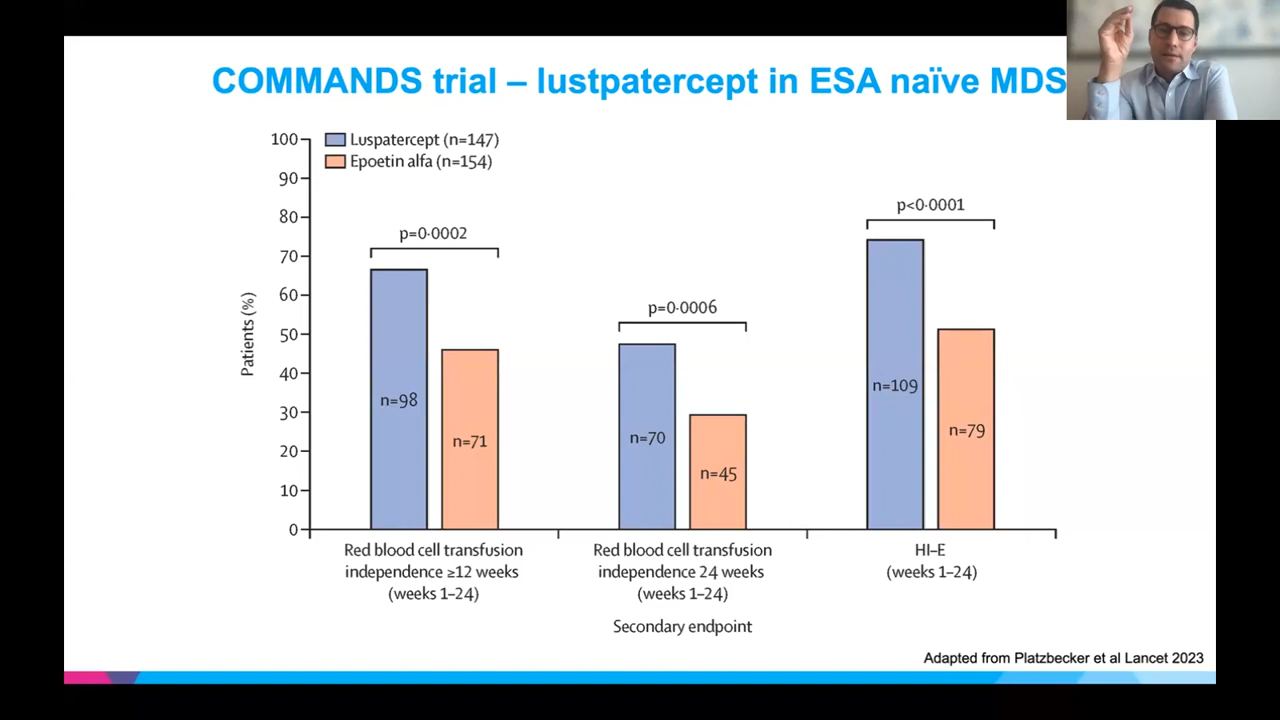 COMMANDS trial – lustpatercept in ESA naïve MDS
100
90
80
70
60
50
40
30
20
10
0
Patients (%)
Luspatercept (n=147)
Epoetin alfa (n=154)
p=0·0002
n=98
n=71
p=0·0006
n=70
n=45
p<0·0001
n=109
n=79
Red blood cell transfusion
independence ≥12 weeks
(weeks 1–24)
Red blood cell transfusion
independence 24 weeks
(weeks 1–24)
HI–E
(weeks 1–24)
Secondary endpoint
Adapted from Platzbecker et al Lancet 2023